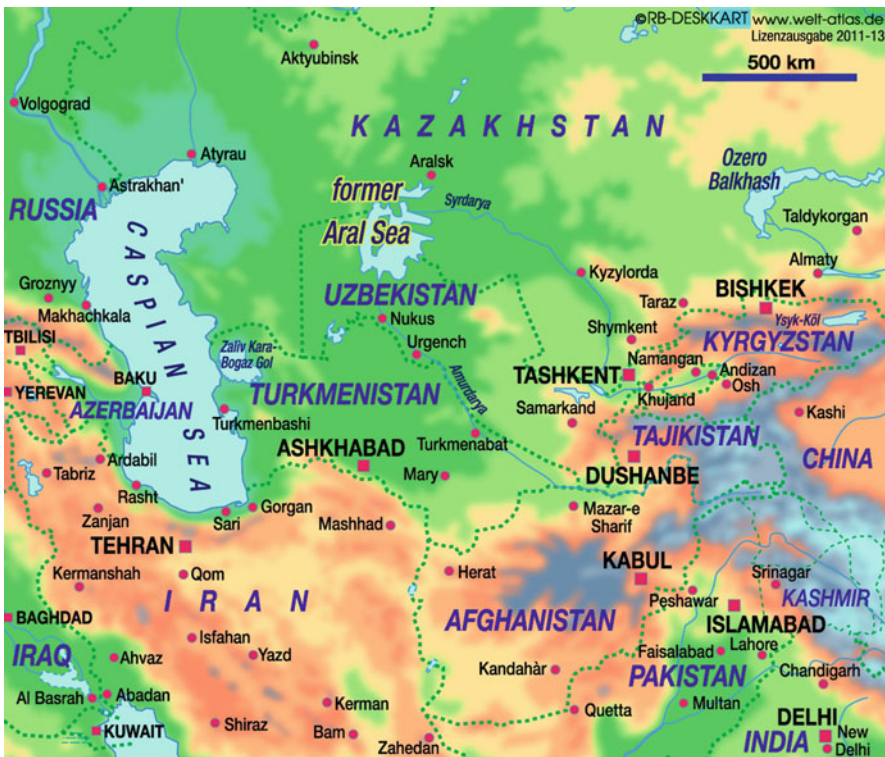 ©RB-DESKKART www.welt-atlas.de
Lizenzausgabe 2011-13
500 km
Aktyubinsk
Volgograd
KAZAKHSTAN
Atyrau
Aralsk
Ozero
Balkhash
Astrakhan'
former
Aral Sea
Syrdarya
RUSSIA
Taldykorgan
CASPIAN SEA
Almaty
Kyzylorda
Groznyy
UZBEKISTAN
BISHKEK
Makhachkala
Taraz
Nukus
Ysyk-Köl
TBILISI
Shymkent
KYRGYZSTAN
Urgench
Zaliv Kara-
Bogaz Gol
Namangan
Andizan
BAKU
TASHKENT
Osh
YEREVAN
TURKMENISTAN
Amurdarya
Khujand
AZERBAIJAN
Samarkand
Kashi
Turkmenbashi
TAJIKISTAN
Turkmenabat
ASHKHABAD
CHINA
Ardabil
Tabriz
Mary
DUSHANBE
Rasht
Zanjan
Sari
Gorgan
Mashhad
Mazar-e
Sharif
TEHRAN
KABUL
Kermanshah
Qom
Herat
Srinagar
IRAN
Peshawar
KASHMIR
BAGHDAD
AFGHANISTAN
ISLAMABAD
Isfahan
IRAQ
Ahvaz
Yazd
Faisalabad
Lahore
Kandahàr
PAKISTAN
Chandigarh
Al Basrah
Abadan
Kerman
Multan
Quetta
KUWAIT
Shiraz
Bam
Zahedan
DELHI
New
Delhi
INDIA